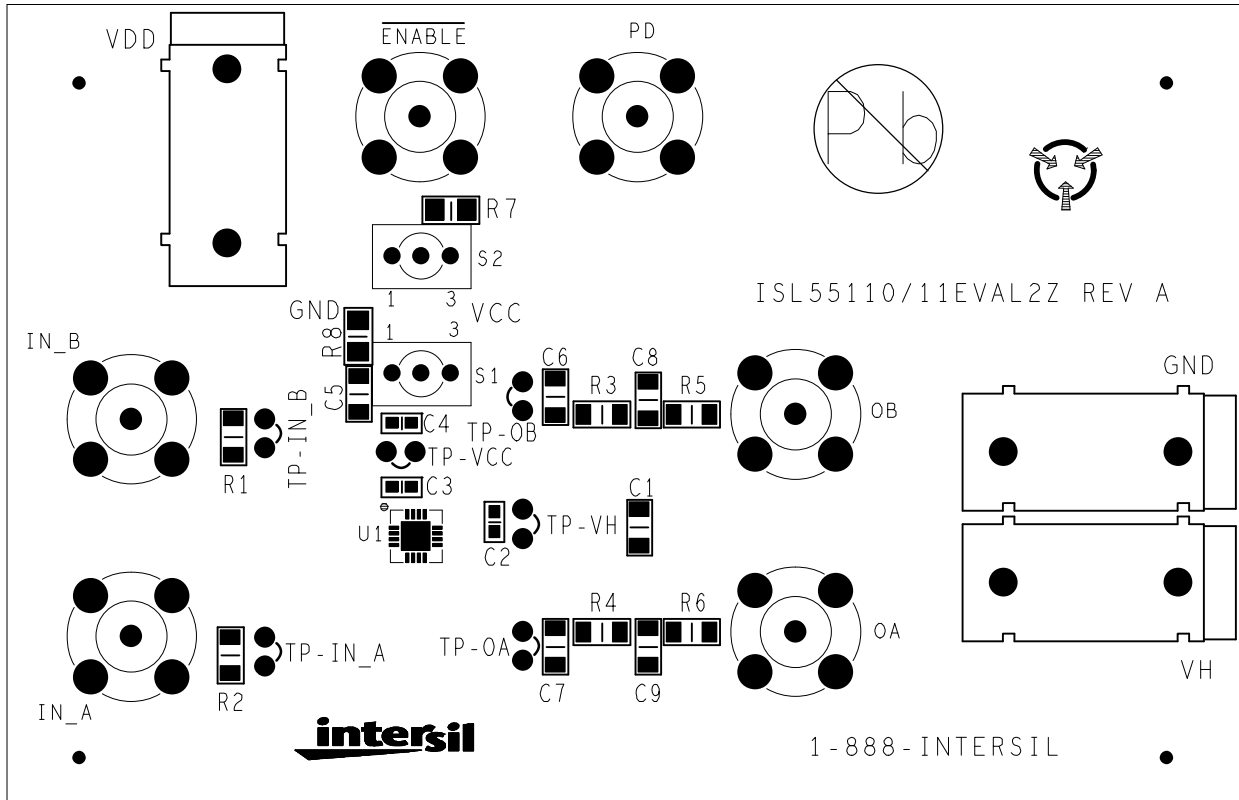 VDD
ENABLE
PD
Pb
R7
S2
1 3
ISL55110/11EVAL2Z REV A
GND
VCC
R8
1 3
IN_B
S1
C5
C6
C8
GND
R3
R5
OB
C4
TP-OB
TP-IN_B
TP-VCC
R1
C3
C1
U1
TP-VH
C2
R4
R6
OA
TP-IN_A
TP-OA
VH
R2
C7
C9
IN_A
intersil
1-888-INTERSIL